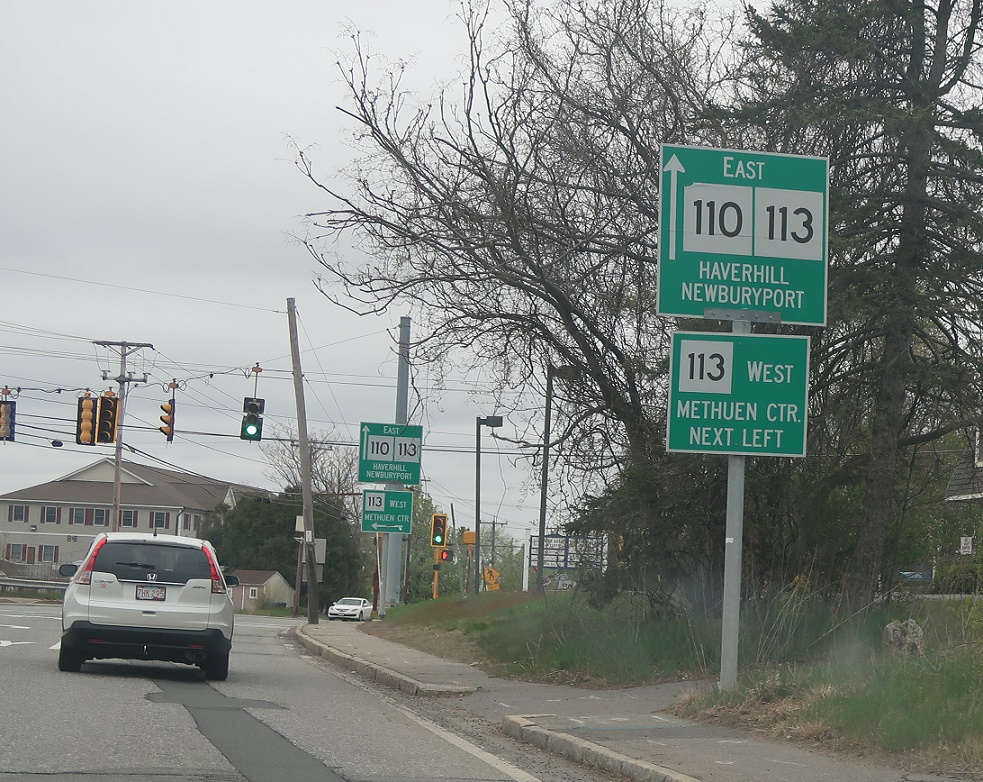 EAST
110 113
HAVERHILL
NEWBURYPORT
113 WEST
METHUEN CTR.
NEXT LEFT
EAST
110 113
HAVERHILL
NEWBURYPORT
113 WEST
METHUEN CTR.